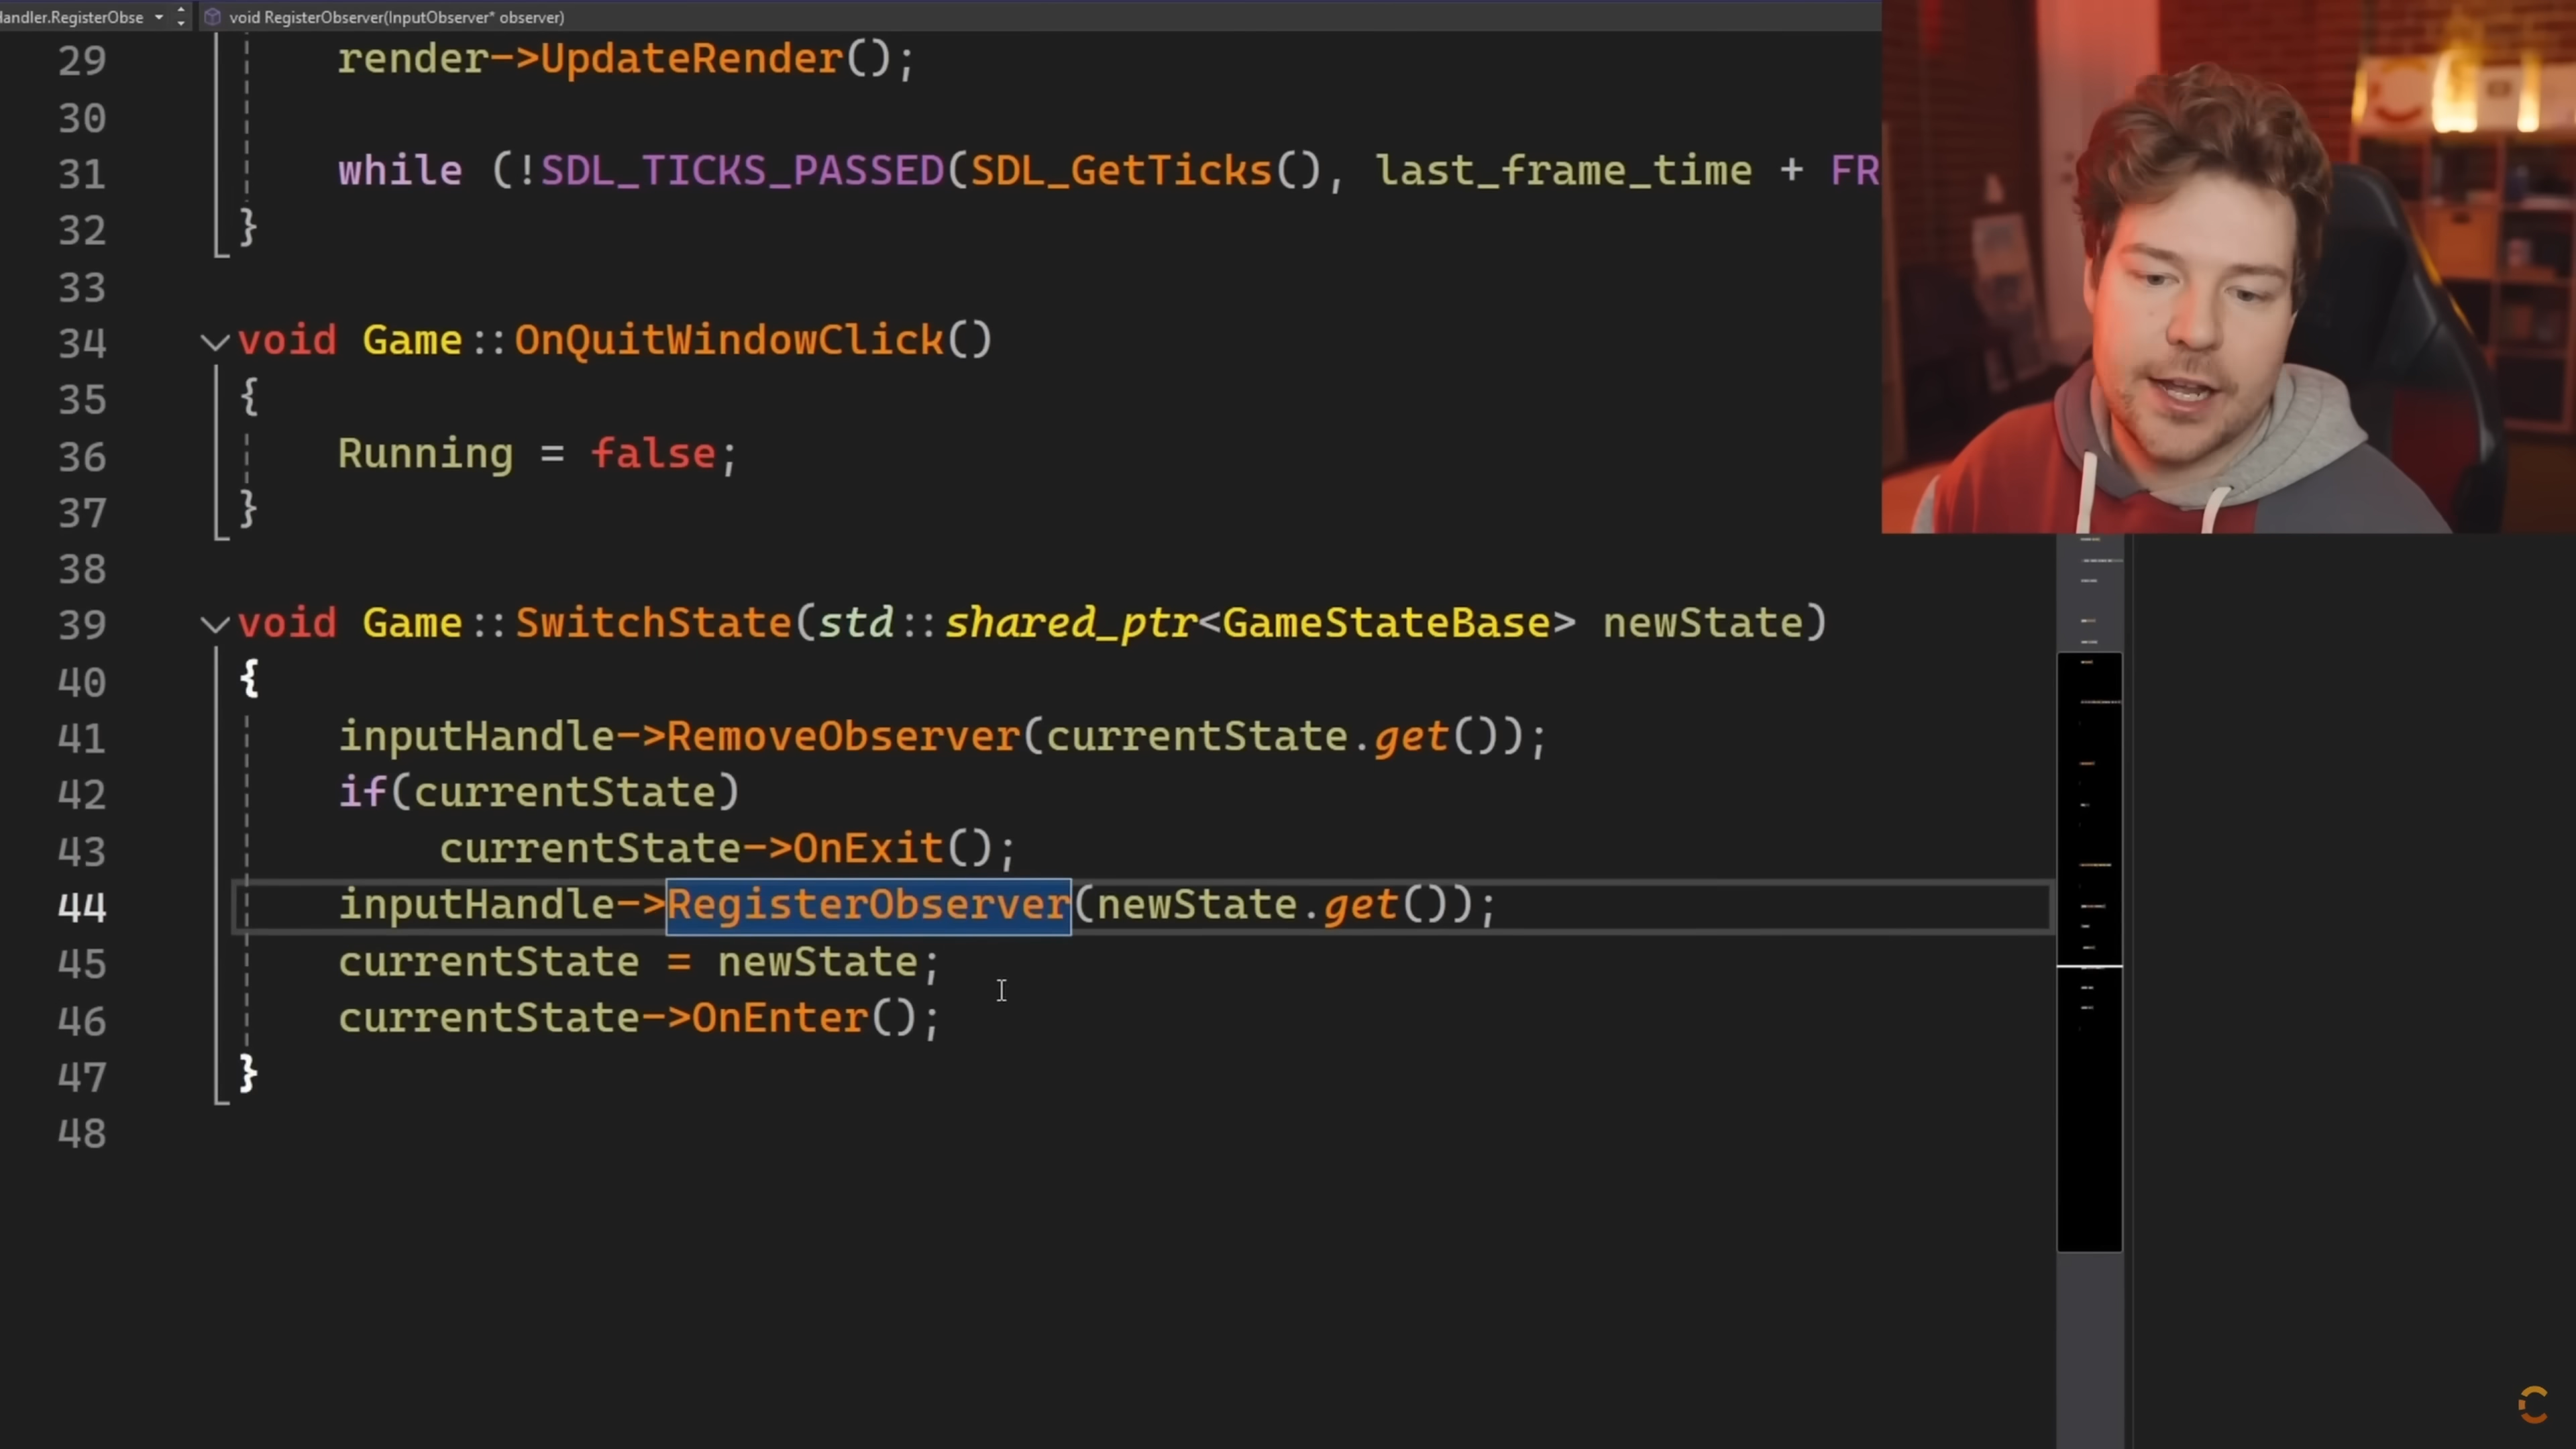 andler.RegisterObse
void RegisterObserver(InputObserver* observer)
29 render->UpdateRender();
30
31 while (!SDL_TICKS_PASSED(SDL_GetTicks(), last_frame_time + FR
32 }
33
34 void Game::OnQuitWindowClick()
35 {
36 Running = false;
37 }
38
39 void Game::SwitchState(std::shared_ptr<GameStateBase> newState)
40 {
41 inputHandle->RemoveObserver(currentState.get());
42 if(currentState)
43 currentState->OnExit();
44 inputHandle->RegisterObserver(newState.get());
45 currentState = newState;
46 currentState->OnEnter();
47 }
48